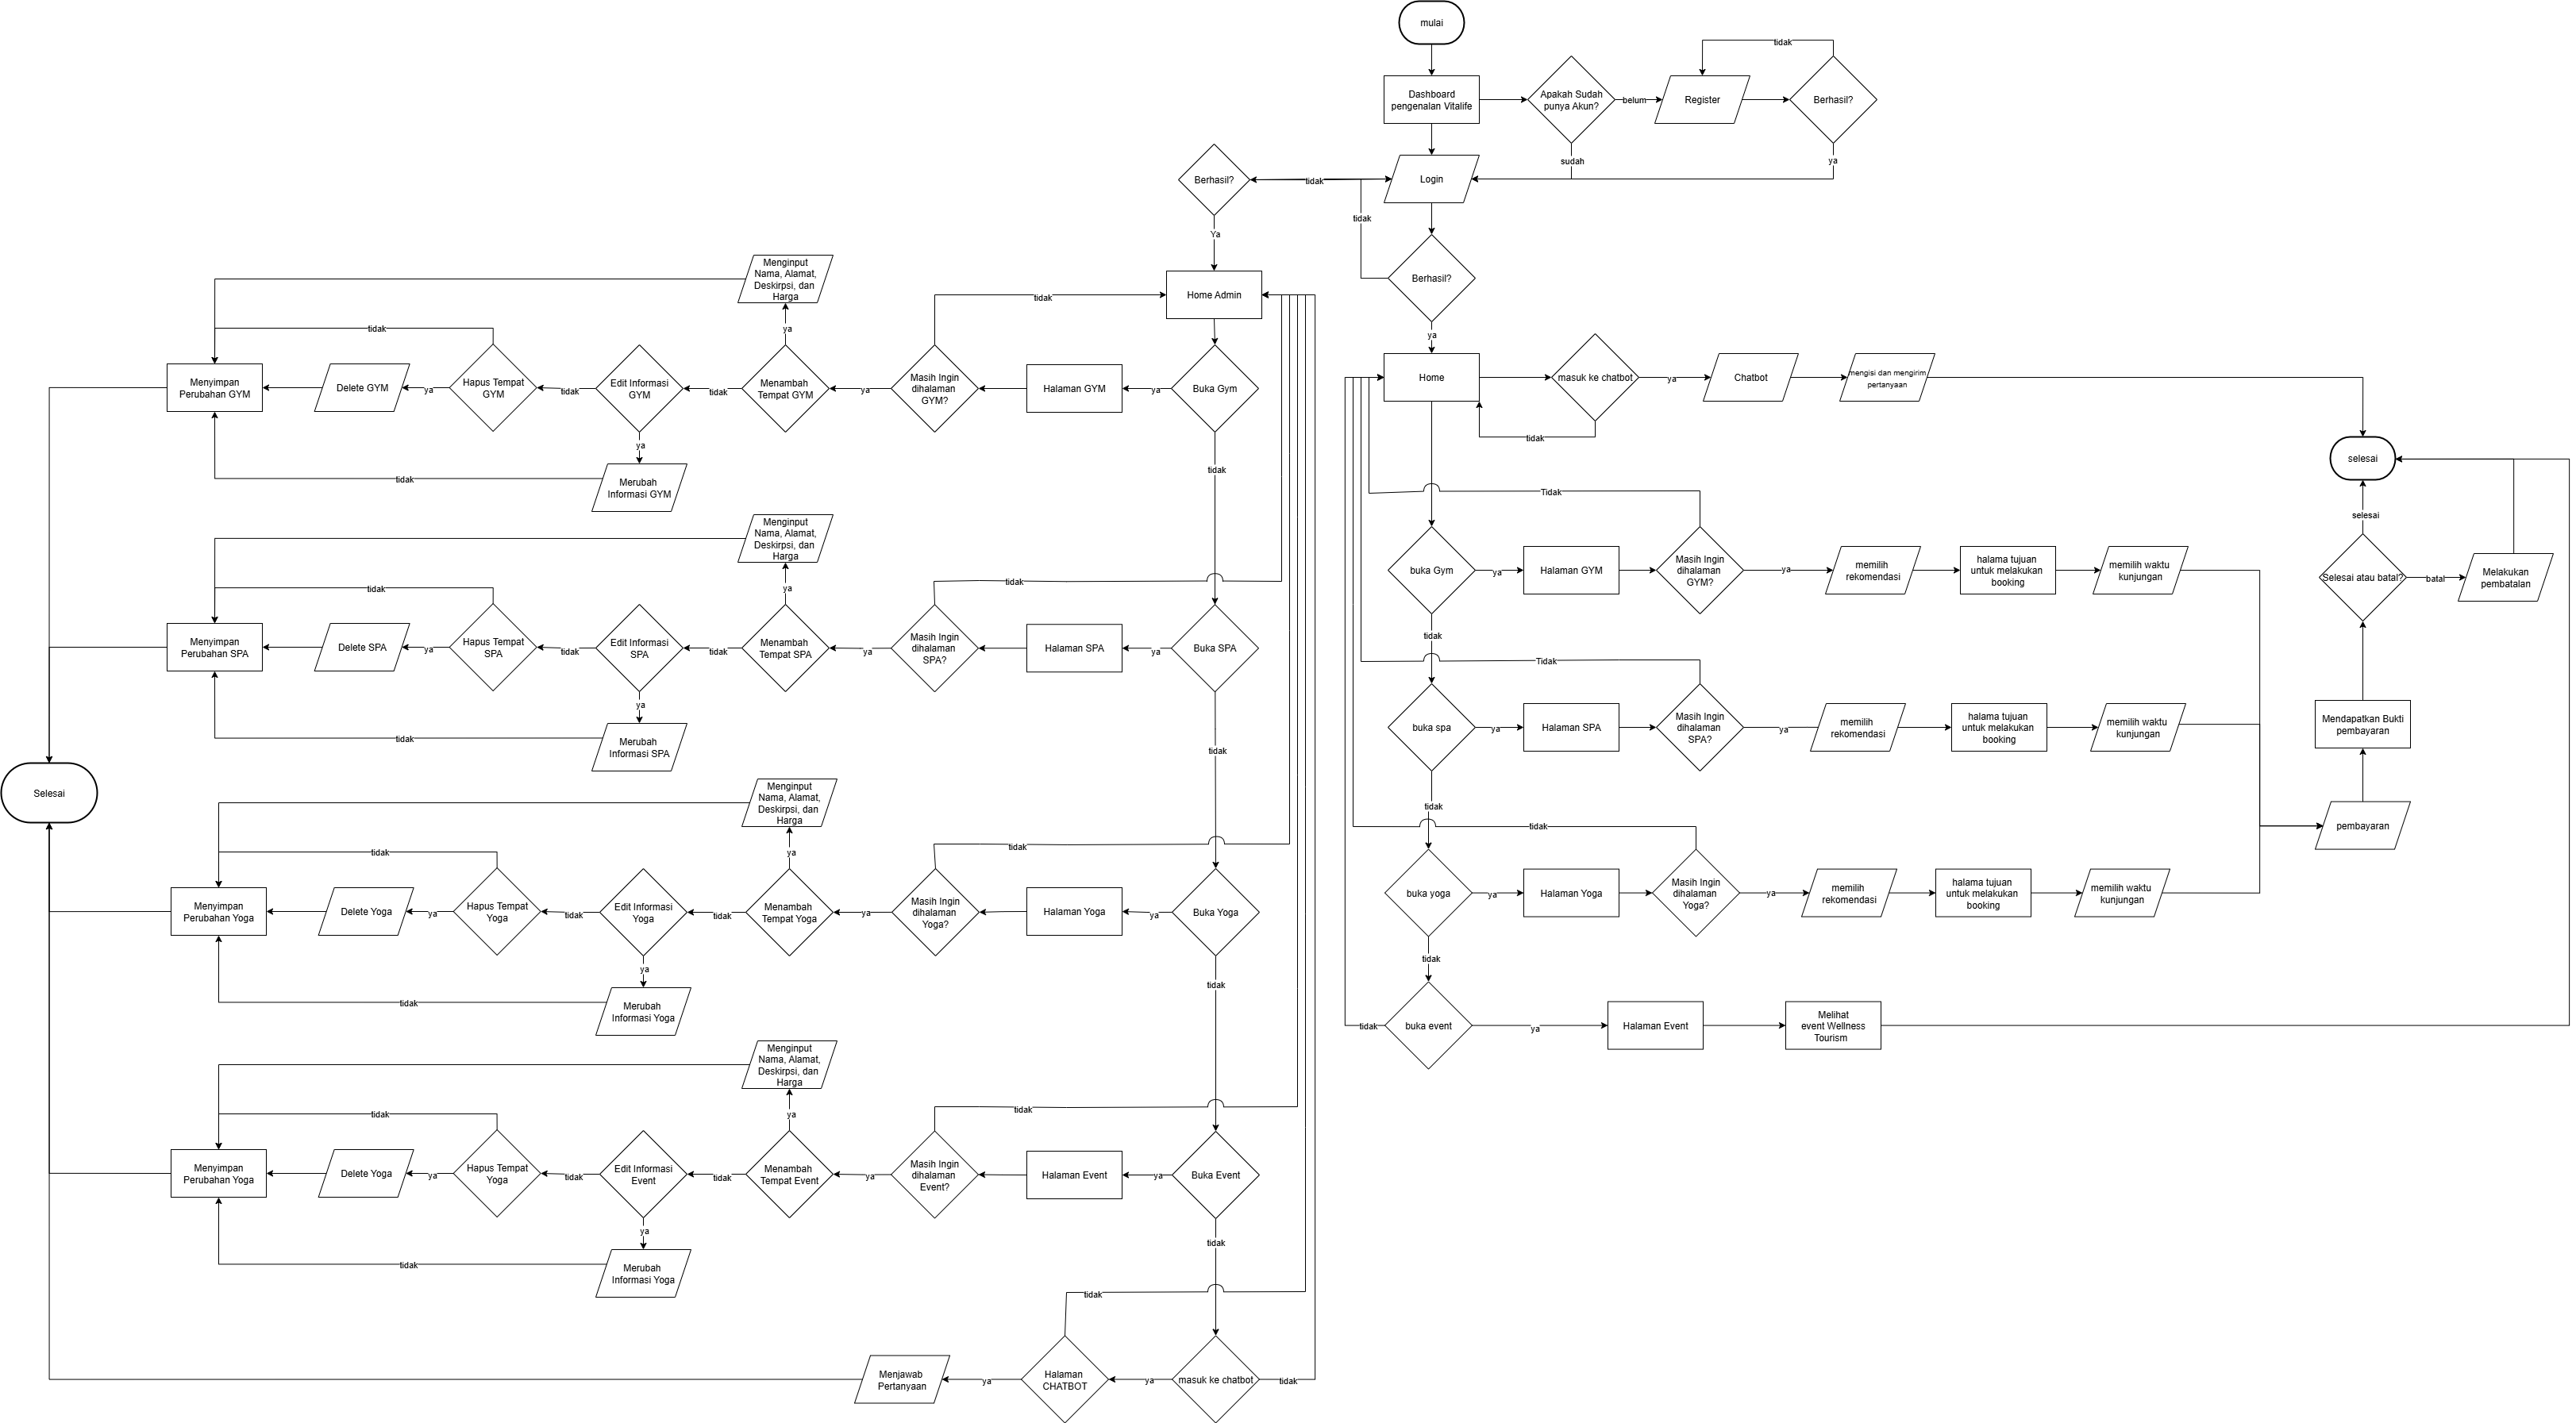 mulai
tidak
Dashboard
pengenalan Vitalife
Apakah Sudah
punya Akun?
belum
Register
Berhasil?
sudah
ya
Berhasil?
tidak
Login
tidak
Ya
Berhasil?
ya
Home Admin
tidak
Menginput
Nama, Alamat,
Deskirpsi, dan
Harga
ya
tidak
Menyimpan
Perubahan GYM
Delete GYM
ya
Hapus Tempat
GYM
tidak
Edit Informasi
GYM
tidak
Menambah
Tempat GYM
ya
Masih Ingin
dihalaman
GYM?
Halaman GYM
ya
Buka Gym
ya
tidak
Merubah
Informasi GYM
tidak
Home
masuk ke chatbot
ya
Chatbot
mengisi dan mengirim
pertanyaan
tidak
selesai
Menginput
Nama, Alamat,
Deskirpsi, dan
Harga
ya
tidak
tidak
Menyimpan
Perubahan SPA
Delete SPA
ya
Hapus Tempat
SPA
tidak
Edit Informasi
SPA
tidak
Menambah
Tempat SPA
ya
Masih Ingin
dihalaman
SPA?
Halaman SPA
ya
Buka SPA
ya
tidak
Merubah
Informasi SPA
tidak
Tidak
buka Gym
ya
Halaman GYM
Masih Ingin
dihalaman
GYM?
ya
memilih
rekomendasi
halama tujuan
untuk melakukan
booking
memilih waktu
kunjungan
selesai
Selesai atau batal?
batal
Melakukan
pembatalan
tidak
Tidak
buka spa
ya
Halaman SPA
Masih Ingin
dihalaman
SPA?
ya
memilih
rekomendasi
halama tujuan
untuk melakukan
booking
memilih waktu
kunjungan
Mendapatkan Bukti
pembayaran
Selesai
Menginput
Nama, Alamat,
Deskirpsi, dan
Harga
ya
tidak
tidak
Menyimpan
Perubahan Yoga
Delete Yoga
ya
Hapus Tempat
Yoga
tidak
Edit Informasi
Yoga
tidak
Menambah
Tempat Yoga
ya
Masih Ingin
dihalaman
Yoga?
Halaman Yoga
ya
Buka Yoga
ya
tidak
Merubah
Informasi Yoga
tidak
tidak
tidak
pembayaran
buka yoga
ya
Halaman Yoga
Masih Ingin
dihalaman
Yoga?
ya
memilih
rekomendasi
halama tujuan
untuk melakukan
booking
memilih waktu
kunjungan
tidak
tidak
buka event
ya
Halaman Event
Melihat
event Wellness
Tourism
Menginput
Nama, Alamat,
Deskirpsi, dan
Harga
ya
tidak
tidak
Menyimpan
Perubahan Yoga
Delete Yoga
ya
Hapus Tempat
Yoga
tidak
Edit Informasi
Event
tidak
Menambah
Tempat Event
ya
Masih Ingin
dihalaman
Event?
Halaman Event
ya
Buka Event
ya
tidak
Merubah
Informasi Yoga
tidak
tidak
Menjawab
Pertanyaan
ya
Halaman
CHATBOT
ya
masuk ke chatbot
tidak